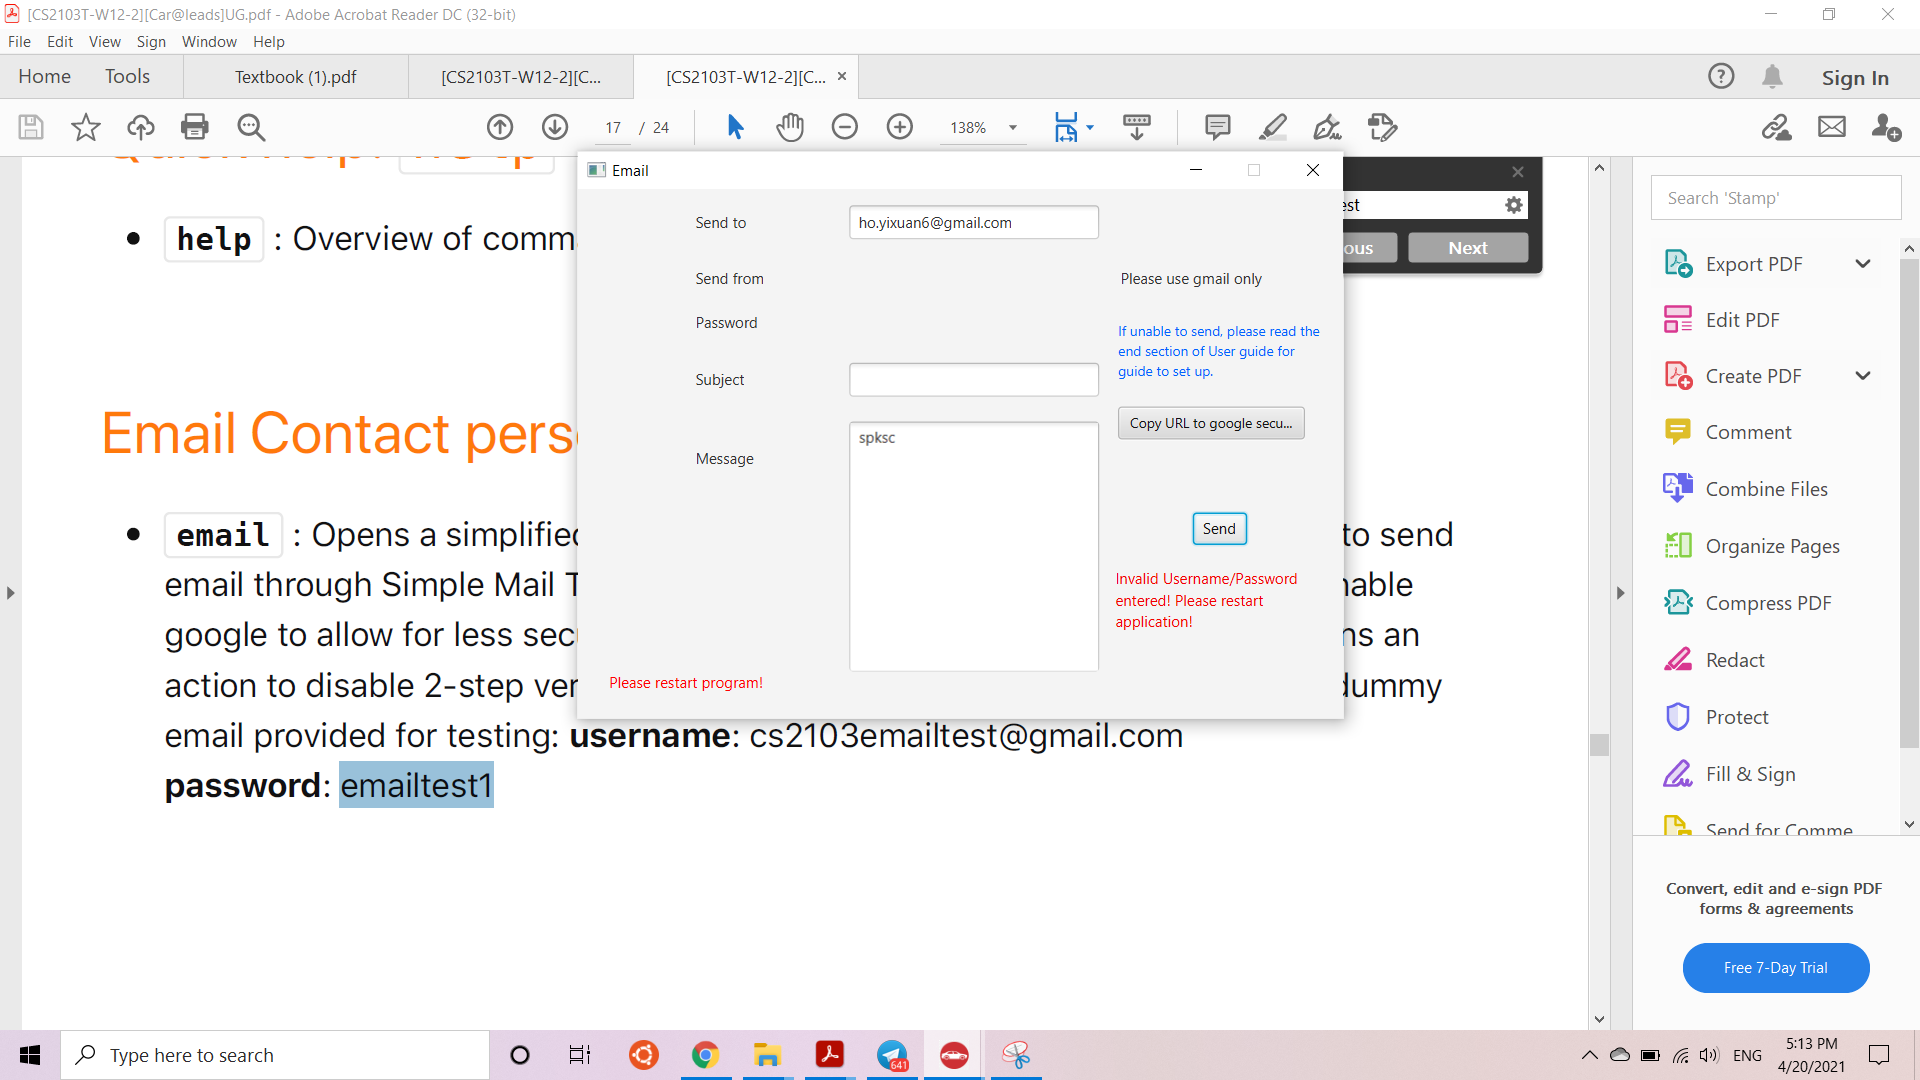 [CS2103T-W12-2][Car@leads]UG.pdf - Adobe Acrobat Reader DC (32-bit)
File Edit View Sign Window Help
Home Tools Textbook (1).pdf [CS2103T-W12-2][C... [CS2103T-W12-2][C... Sign In
17 / 24 138%
help : Overview of comm
Email Contact pers
email : Opens a simplified to send
email through Simple Mail T nable
google to allow for less sec ns an
action to disable 2-step ver dummy
email provided for testing: username: cs2103emailtest@gmail.com
password: emailtest1
Email
Send to ho.yixuan6@gmail.com
Send from Please use gmail only
Password
If unable to send, please read the
end section of User guide for
guide to set up.
Subject
Copy URL to google secu...
Message spksc
Send
Invalid Username/Password
entered! Please restart
application!
Please restart program!
est
ous Next
Search 'Stamp'
Export PDF
Edit PDF
Create PDF
Comment
Combine Files
Organize Pages
Compress PDF
Redact
Protect
Fill & Sign
Send for Comme
Convert, edit and e-sign PDF
forms & agreements
Free 7-Day Trial
Type here to search
641
ENG
5:13 PM
4/20/2021